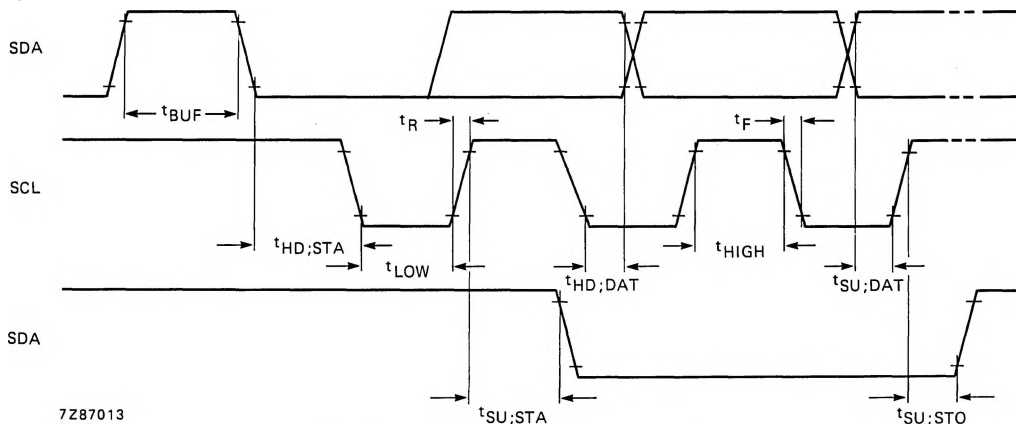 SDA
tBUF
tR
tF
SCL
tHD;STA
tLOW
tHD;DAT
tHIGH
tSU;DAT
SDA
tSU;STA
tSU;STO
7Z87013